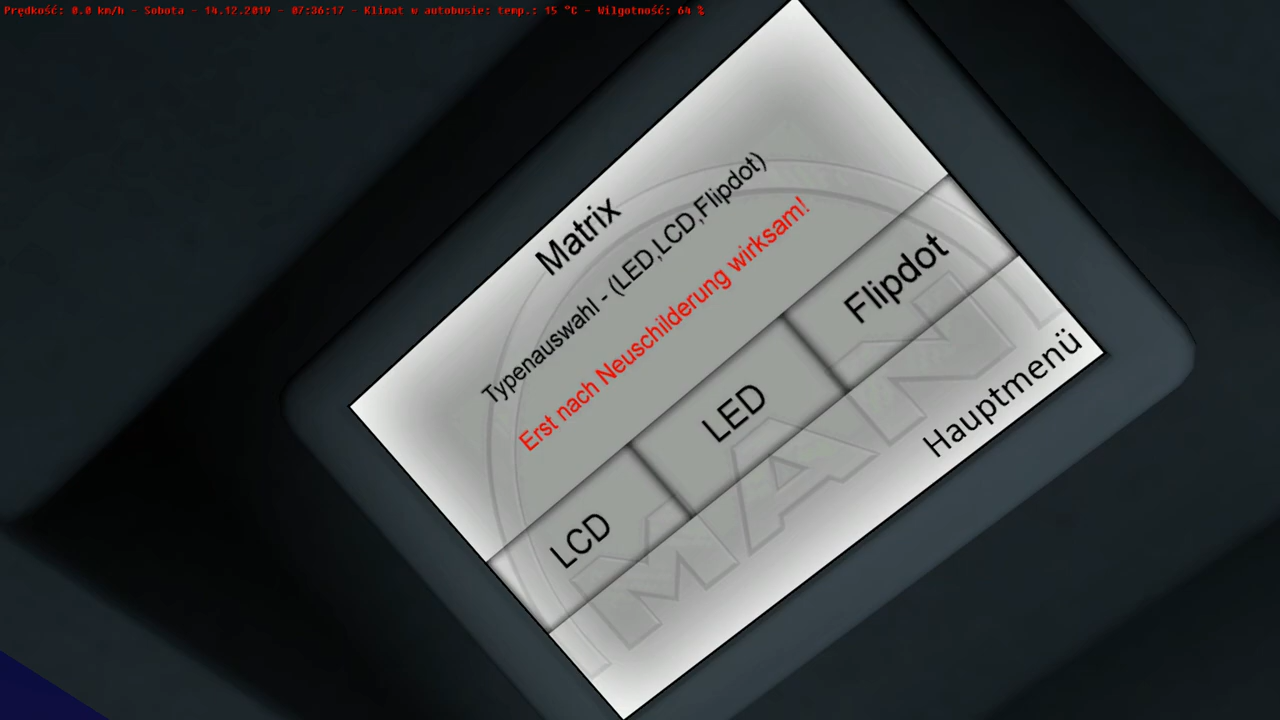 Prędkość: 0.0 km/h - Sobota - 14.12.2019 - 07:36:17 - Klimat w autobusie: temp.: 15 °C - Wilgotność: 64 %
Matrix
Typenauswahl - (LED,LCD,Flipdot)
Erst nach Neuschilderung wirksam!
LCD
LED
Flipdot
MAN
Hauptmenü